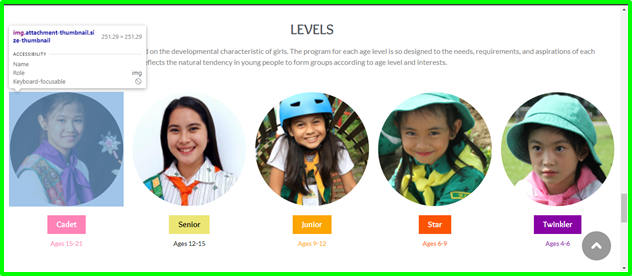 LEVELS
img.attachment-thumbnail.si
ze-thumbnail
251.29 × 251.29
ACCESSIBILITY
Name
Role img
Keyboard-focusable
d on the developmental characteristic of girls. The program for each age level is so designed to the needs, requirements, and aspirations of each
eflects the natural tendency in young people to form groups according to age level and interests.
Cadet
Senior
Junior
Star
Twinkler
Ages 15-21
Ages 12-15
Ages 9-12
Ages 6-9
Ages 4-6